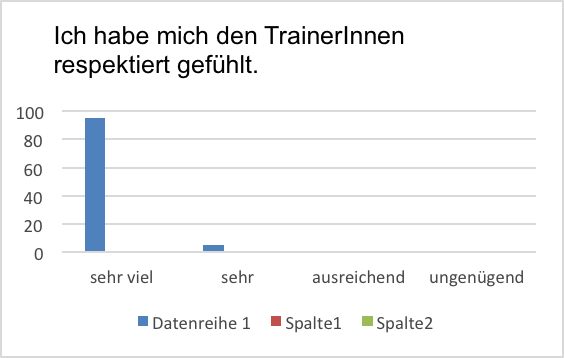 Ich habe mich den TrainerInnen
respektiert gefühlt.
100
80
60
40
20
0
sehr viel sehr ausreichend ungenügend
Datenreihe 1 Spalte1 Spalte2